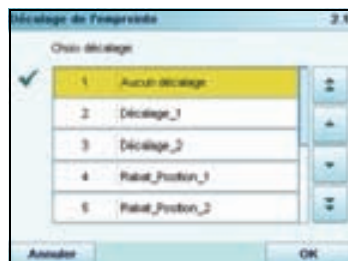 Décalage de l'empreinte 2.1
Choix décalage
1 Aucun décalage
2 Décalage_1
3 Décalage_2
4 Rabat_Position_1
5 Rabat_Position_2
Annuler OK